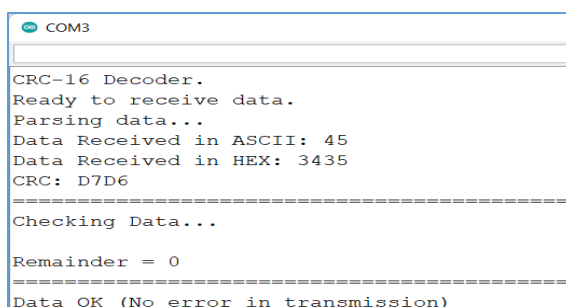 COM3
CRC-16 Decoder.
Ready to receive data.
Parsing data...
Data Received in ASCII: 45
Data Received in HEX: 3435
CRC: D7D6
===========================================
Checking Data...
Remainder = 0
===========================================
Data OK (No error in transmission)